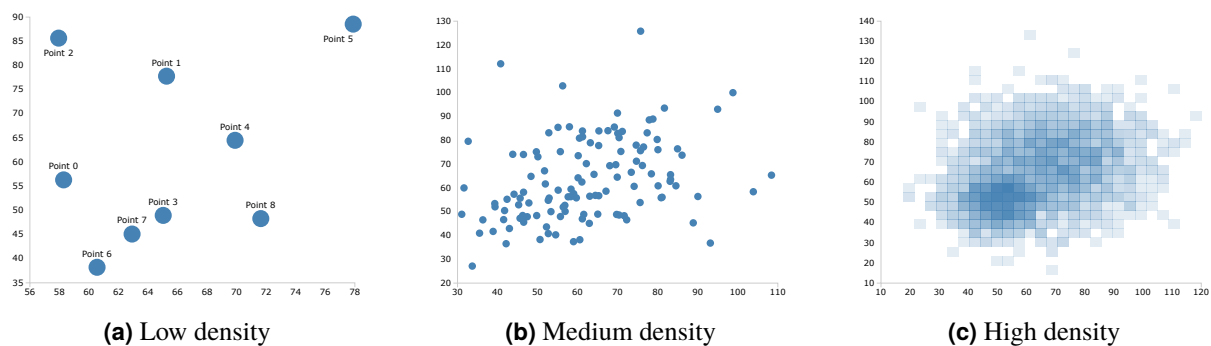 90
85
80
75
70
65
60
55
50
45
40
35
56 58 60 62 64 66 68 70 72 74 76 78
Point 5
Point 2
Point 1
Point 4
Point 0
Point 3
Point 8
Point 7
Point 6
(a) Low density
130
120
110
100
90
80
70
60
50
40
30
20
30 40 50 60 70 80 90 100 110
(b) Medium density
140
130
120
110
100
90
80
70
60
50
40
30
20
10
10 20 30 40 50 60 70 80 90 100 110 120
(c) High density